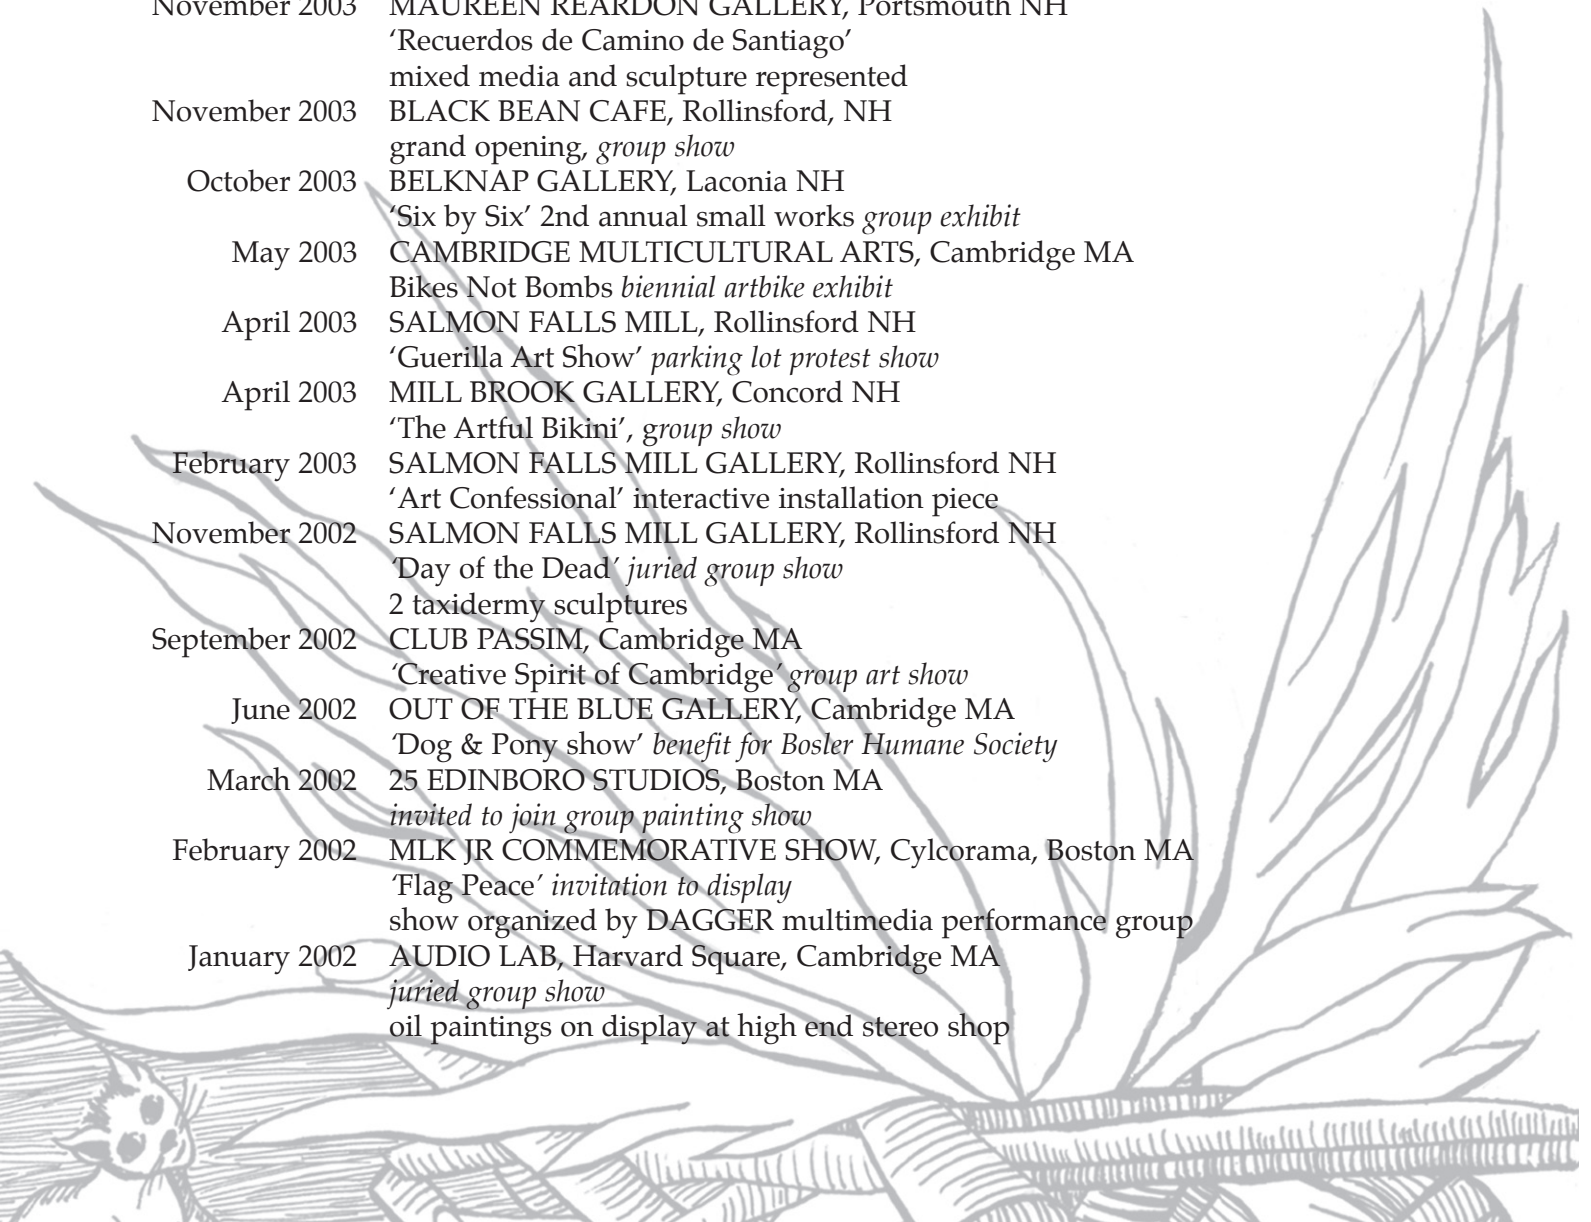 November 2003 MAUREEN REARDON GALLERY, Portsmouth NH
‘Recuerdos de Camino de Santiago’
mixed media and sculpture represented
November 2003 BLACK BEAN CAFE, Rollinsford, NH
grand opening, group show
October 2003 BELKNAP GALLERY, Laconia NH
‘Six by Six’ 2nd annual small works group exhibit
May 2003 CAMBRIDGE MULTICULTURAL ARTS, Cambridge MA
Bikes Not Bombs biennial artbike exhibit
April 2003 SALMON FALLS MILL, Rollinsford NH
‘Guerilla Art Show’ parking lot protest show
April 2003 MILL BROOK GALLERY, Concord NH
‘The Artful Bikini’, group show
February 2003 SALMON FALLS MILL GALLERY, Rollinsford NH
‘Art Confessional’ interactive installation piece
November 2002 SALMON FALLS MILL GALLERY, Rollinsford NH
‘Day of the Dead’ juried group show
2 taxidermy sculptures
September 2002 CLUB PASSIM, Cambridge MA
‘Creative Spirit of Cambridge’ group art show
June 2002 OUT OF THE BLUE GALLERY, Cambridge MA
‘Dog & Pony show’ benefit for Bosler Humane Society
March 2002 25 EDINBORO STUDIOS, Boston MA
invited to join group painting show
February 2002 MLK JR COMMEMORATIVE SHOW, Cylcorama, Boston MA
‘Flag Peace’ invitation to display
show organized by DAGGER multimedia performance group
January 2002 AUDIO LAB, Harvard Square, Cambridge MA
juried group show
oil paintings on display at high end stereo shop